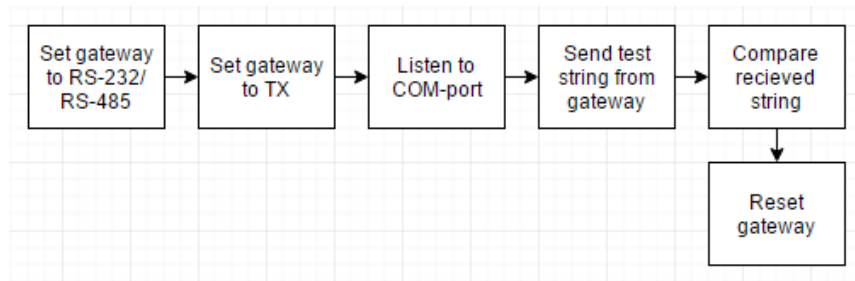 Set gateway
to RS-232/
RS-485
Set gateway
to TX
Listen to
COM-port
Send test
string from
gateway
Compare
recieved
string
Reset
gateway